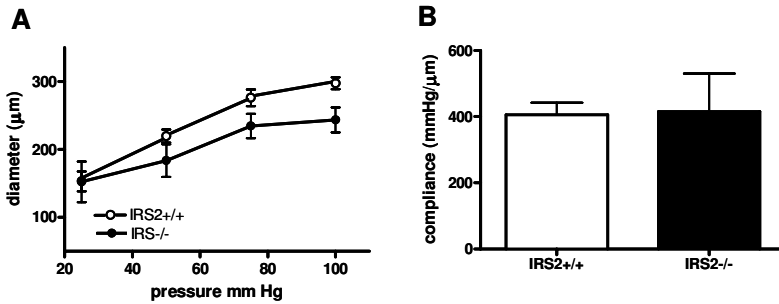 A
diameter (μm)
300
200
100
IRS2+/+
IRS-/-
20
40
60
80
100
pressure mm Hg
B
compliance (mmHg/μm)
600
400
200
0
IRS2+/+
IRS2-/-